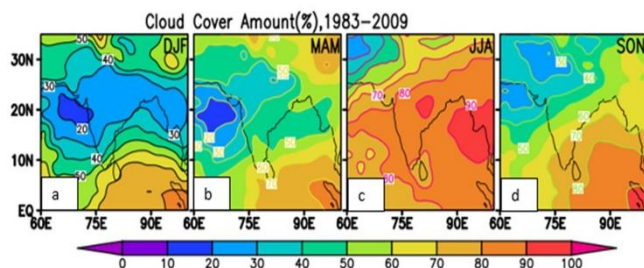 Cloud Cover Amount(%),1983−2009
DJF MAM JJA SON
50 40 30 20 30 40 50
70 80 90 80
30N
20N
10N
EQ
a b c d
60E 75E 90E 60E 75E 90E 60E 75E 90E 60E 75E 90E
0 10 20 30 40 50 60 70 80 90 100